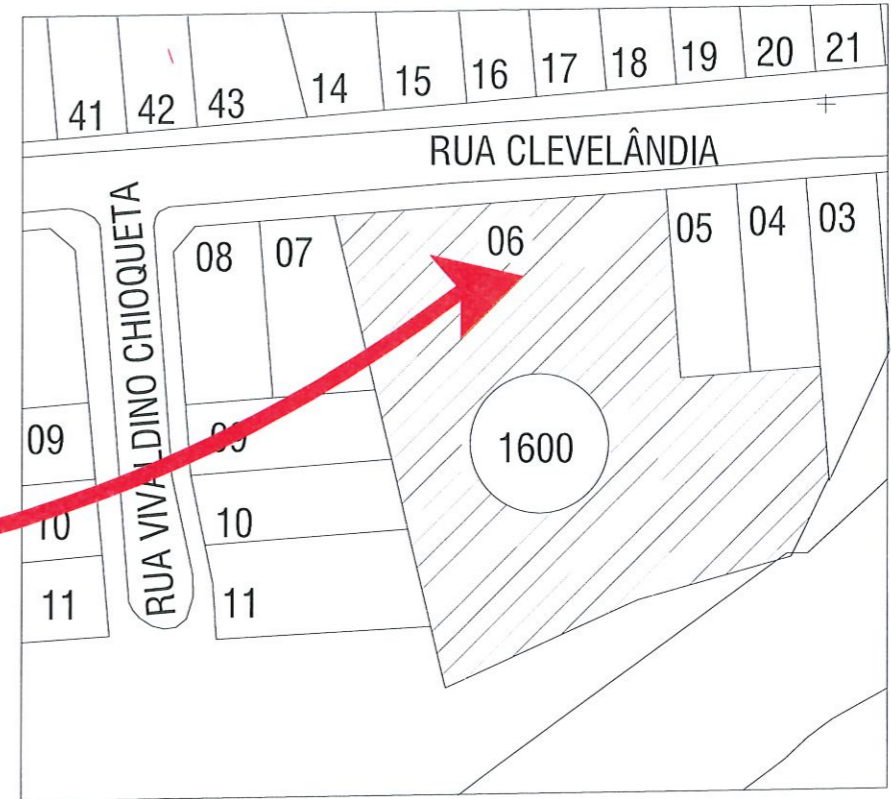 41 42 43 14 15 16 17 18 19 20 21
RUA CLEVELÂNDIA
RUA VIVALDINO CHIOQUETA
08 07 06 05 04 03
09 09
1600
10 10
11 11